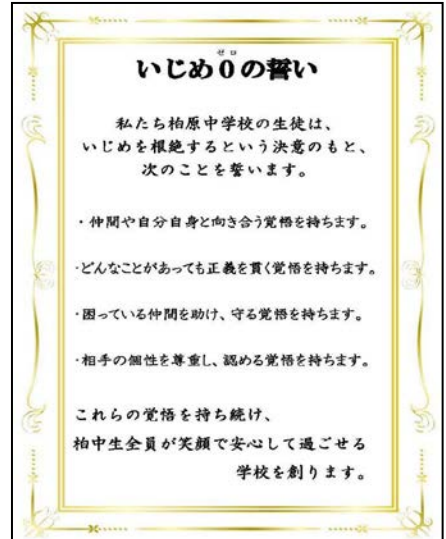 いじめ0の誓い
ぜろ
私たち柏原中学校の生徒は、
いじめを根絶するという決意のもと、
次のことを誓います。
・仲間や自分自身と向き合う覚悟を持ちます。
・どんなことがあっても正義を貫く覚悟を持ちます。
・困っている仲間を助け、守る覚悟を持ちます。
・相手の個性を尊重し、認める覚悟を持ちます。
これらの覚悟を持ち続け、
柏中生全員が笑顔で安心して過ごせる
学校を創ります。